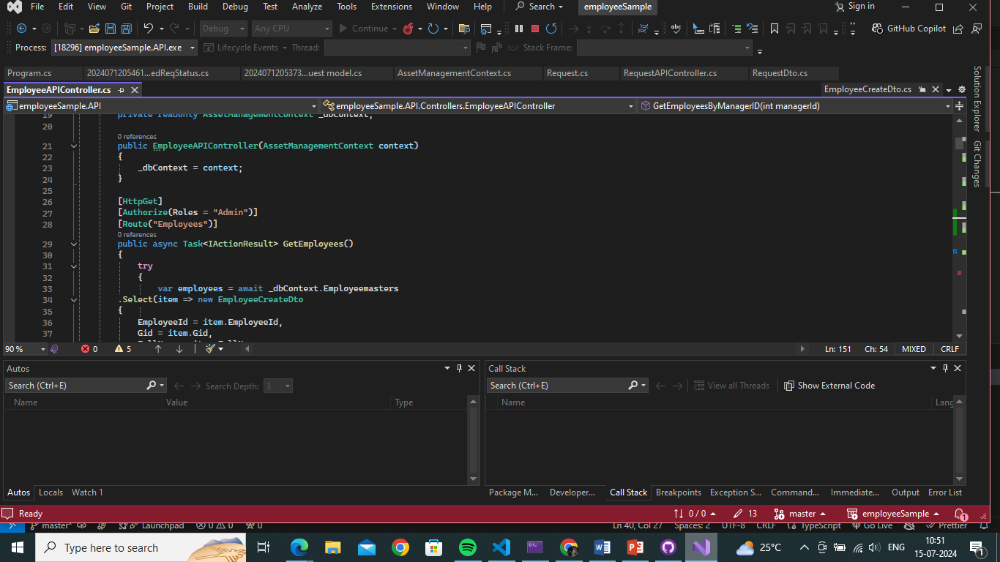 File Edit View Git Project Build Debug Test Analyze Tools Extensions Window Help Search employeeSample Sign in
Debug Any CPU Continue GitHub Copilot
Process: [18296] employeeSample.API.exe Lifecycle Events Thread: Stack Frame:
Program.cs 2024071205461...edReqStatus.cs 2024071205373...uest model.cs AssetManagementContext.cs Request.cs RequestAPIController.cs RequestDto.cs
EmployeeAPIController.cs EmployeeCreateDto.cs
employeeSample.API employeeSample.API.Controllers.EmployeeAPIController GetEmployeesByManagerID(int managerId)
Solution Explorer
Git Changes
19 private readonly AssetManagementContext _dbContext;
20
0 references
21 public EmployeeAPIController(AssetManagementContext context)
22 {
23 _dbContext = context;
24 }
25
26 [HttpGet]
27 [Authorize(Roles = "Admin")]
28 [Route("Employees")]
0 references
29 public async Task<IActionResult> GetEmployees()
30 {
31 try
32 {
33 var employees = await _dbContext.Employeemasters
34 .Select(item => new EmployeeCreateDto
35 {
36 EmployeeId = item.EmployeeId,
37 Gid = item.Gid,
90 % 0 5 Ln: 151 Ch: 54 MIXED CRLF
Autos
Search (Ctrl+E) Search Depth: 3
Name Value Type
Autos Locals Watch 1
Call Stack
Search (Ctrl+E) View all Threads Show External Code
Name Lang
Package M... Developer... Call Stack Breakpoints Exception S... Command... Immediate... Output Error List
Ready 0 / 0 13 master employeeSample 1
master* Launchpad 0 0 0 Ln 40, Col 27 Spaces: 2 UTF-8 CRLF TypeScript Go Live Prettier
Type here to search 25°C ENG 10:51
15-07-2024 1